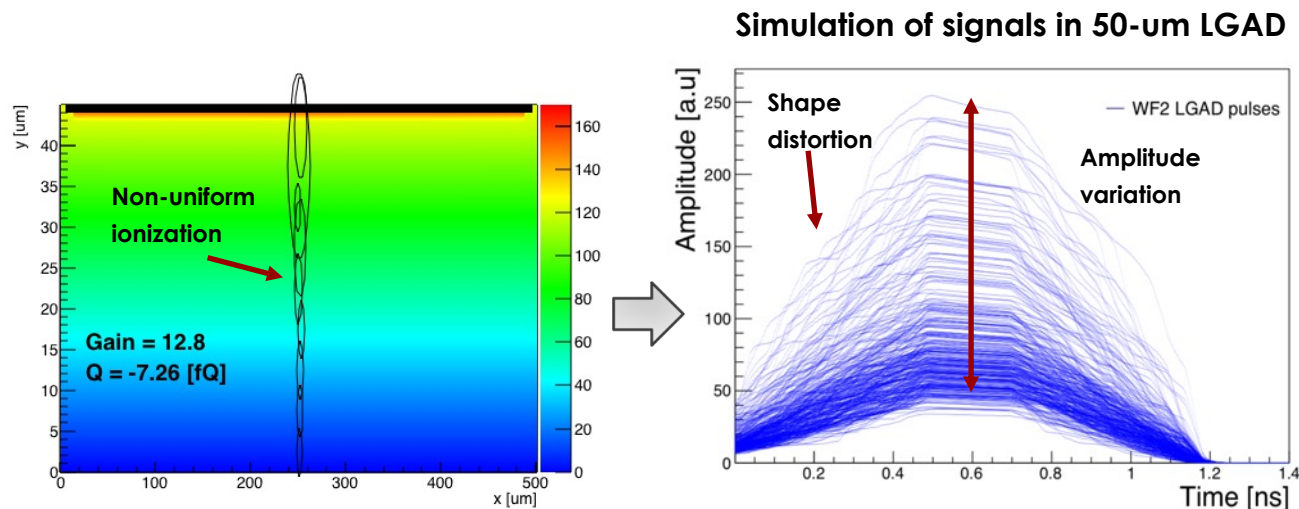 Simulation of signals in 50-um LGAD
y [um]
40
35
30
25
20
15
10
5
0
Non-uniform
ionization
Gain = 12.8
Q = -7.26 [fQ]
0
100
200
300
400
500
x [um]
160
140
120
100
80
60
40
20
0
Amplitude [a.u]
250
200
150
100
50
0
Shape
distortion
WF2 LGAD pulses
Amplitude
variation
0.2
0.4
0.6
0.8
1
1.2
1.4
Time [ns]